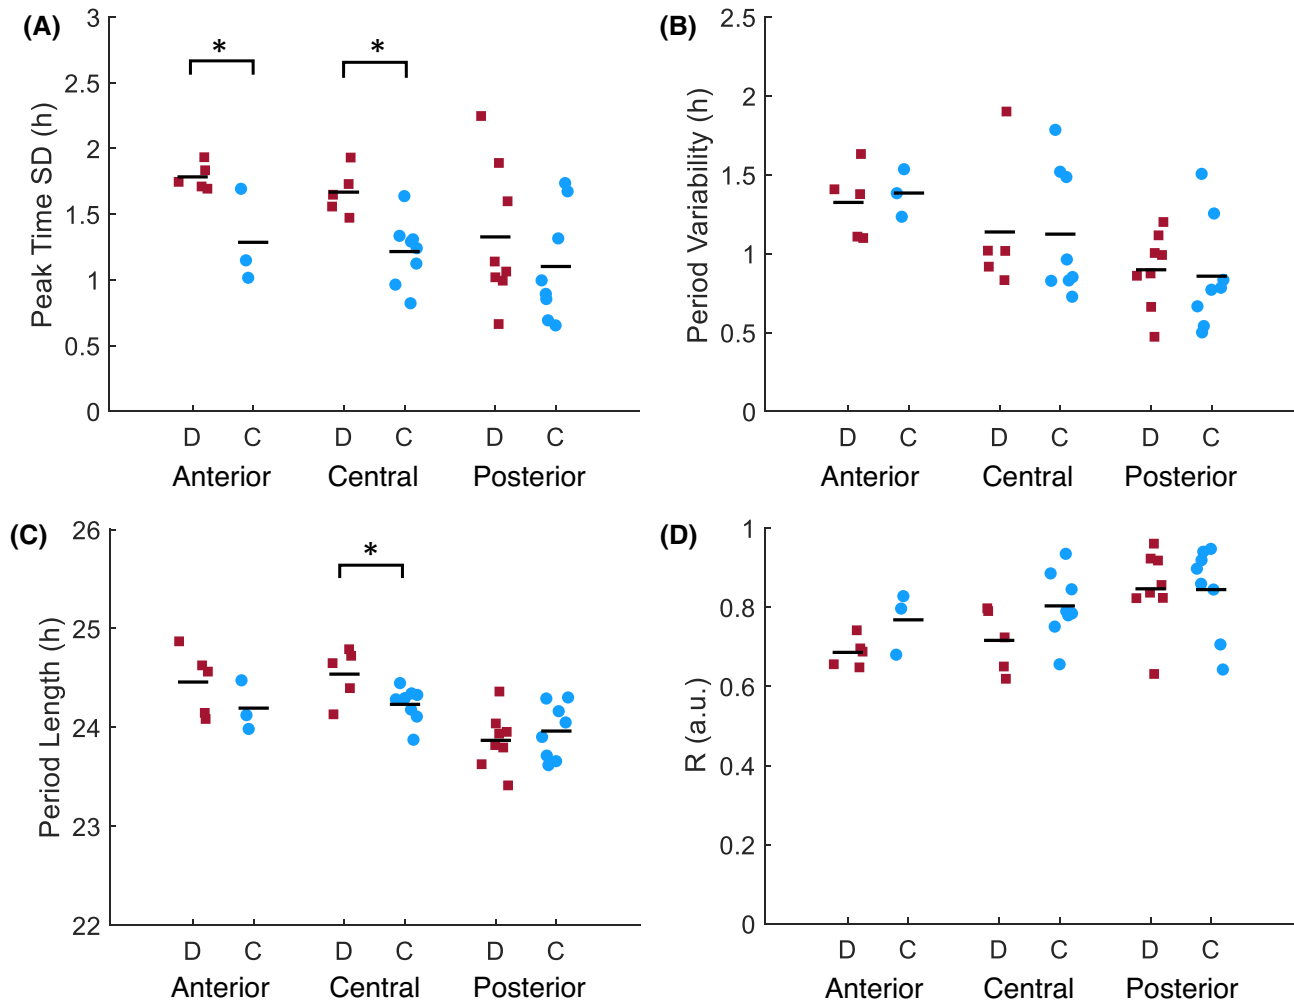 (A)
3
2.5
2
1.5
1
0.5
0
Peak Time SD (h)
*
*
D C D C D C
Anterior Central Posterior
(B)
2.5
2
1.5
1
0.5
0
Period Variability (h)
D C D C D C
Anterior Central Posterior
(C)
26
25
24
23
22
Period Length (h)
*
D C D C D C
Anterior Central Posterior
(D)
1
0.8
0.6
0.4
0.2
0
R (a.u.)
D C D C D C
Anterior Central Posterior